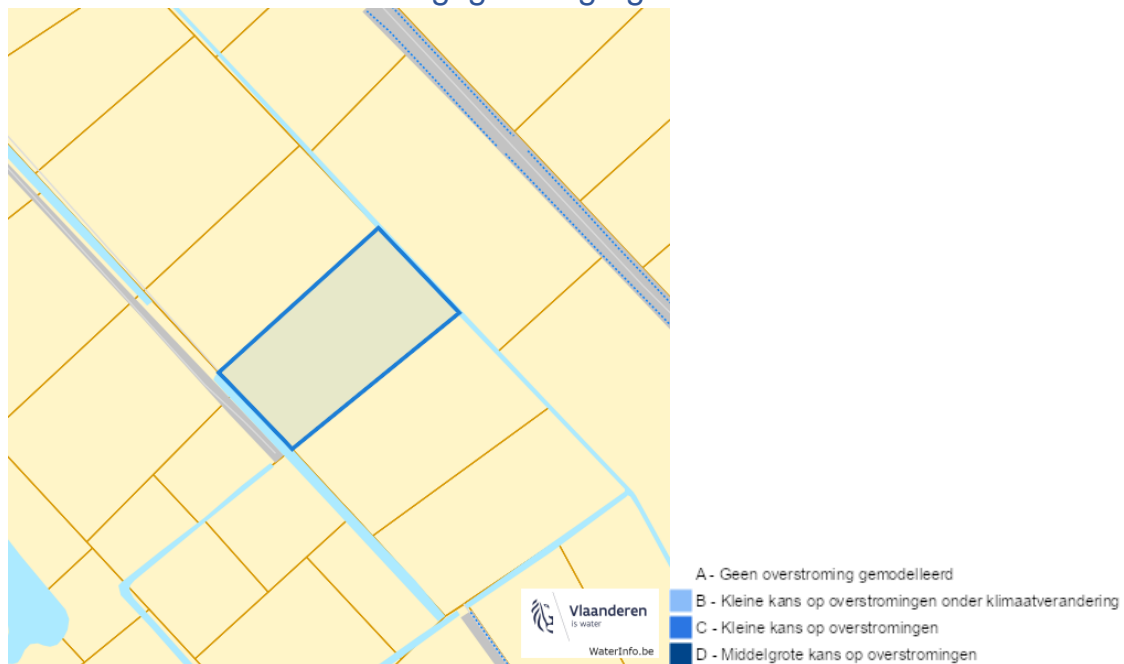 A - Geen overstroming gemodelleerd
B - Kleine kans op overstromingen onder klimaatverandering
C - Kleine kans op overstromingen
D - Middelgrote kans op overstromingen
Vlaanderen
is water
WaterInfo.be